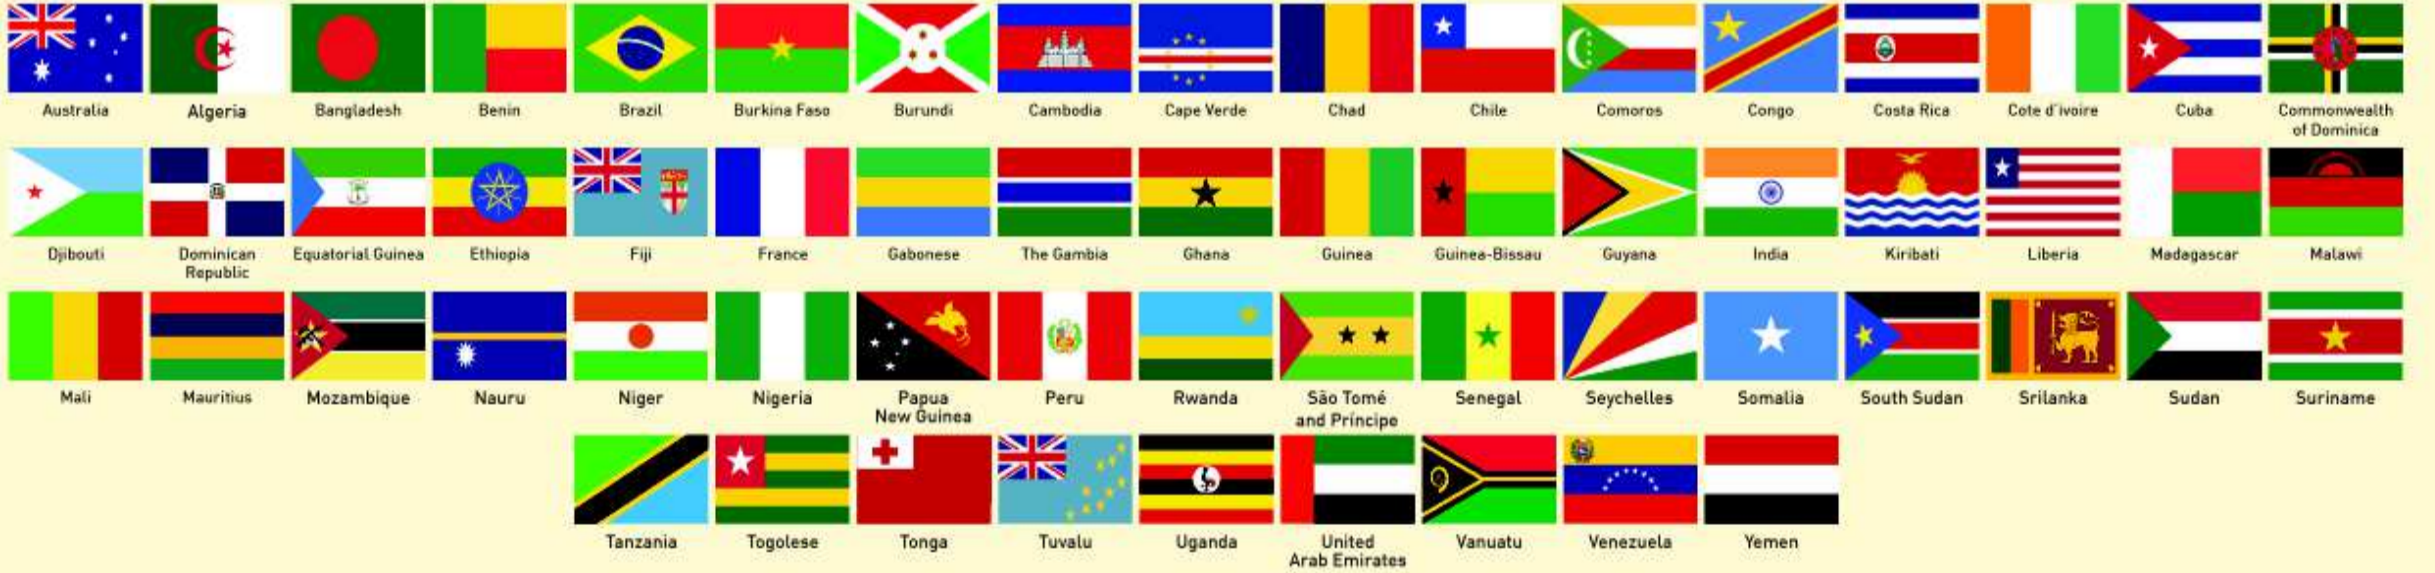 Australia
Algeria
Bangladesh
Benin
Brazil
Burkina Faso
Burundi
Cambodia
Cape Verde
Chad
Chile
Comoros
Congo
Costa Rica
Cote d'ivoire
Cuba
Commonwealth
of Dominica
Djibouti
Dominican
Republic
Equatorial Guinea
Ethiopia
Fiji
France
Gabonese
The Gambia
Ghana
Guinea
Guinea-Bissau
Guyana
India
Kiribati
Liberia
Madagascar
Malawi
Mali
Mauritius
Mozambique
Nauru
Niger
Nigeria
Papua
New Guinea
Peru
Rwanda
São Tomé
and Príncipe
Senegal
Seychelles
Somalia
South Sudan
Srilanka
Sudan
Suriname
Tanzania
Togolese
Tonga
Tuvalu
Uganda
United
Arab Emirates
Vanuatu
Venezuela
Yemen